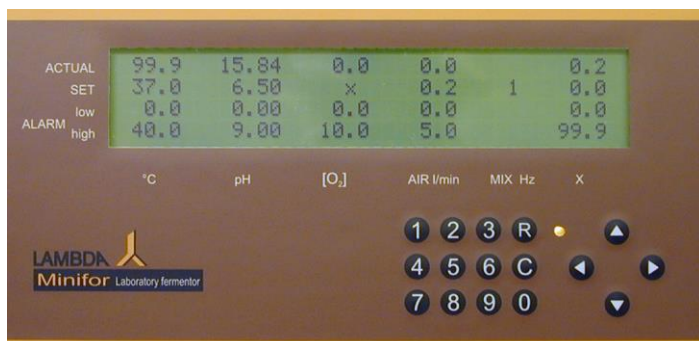 ACTUAL 99.9 15.84 0.0 0.0 0.2
SET 37.0 6.50 x 0.2 1 0.0
ALARM low 0.0 0.00 0.0 0.0 0.0
high 40.0 9.00 10.0 5.0 99.9
°C pH [O₂] AIR l/min MIX Hz X
1 2 3 R
4 5 6 C
7 8 9 0
LAMBDA
Minifor Laboratory fermentor